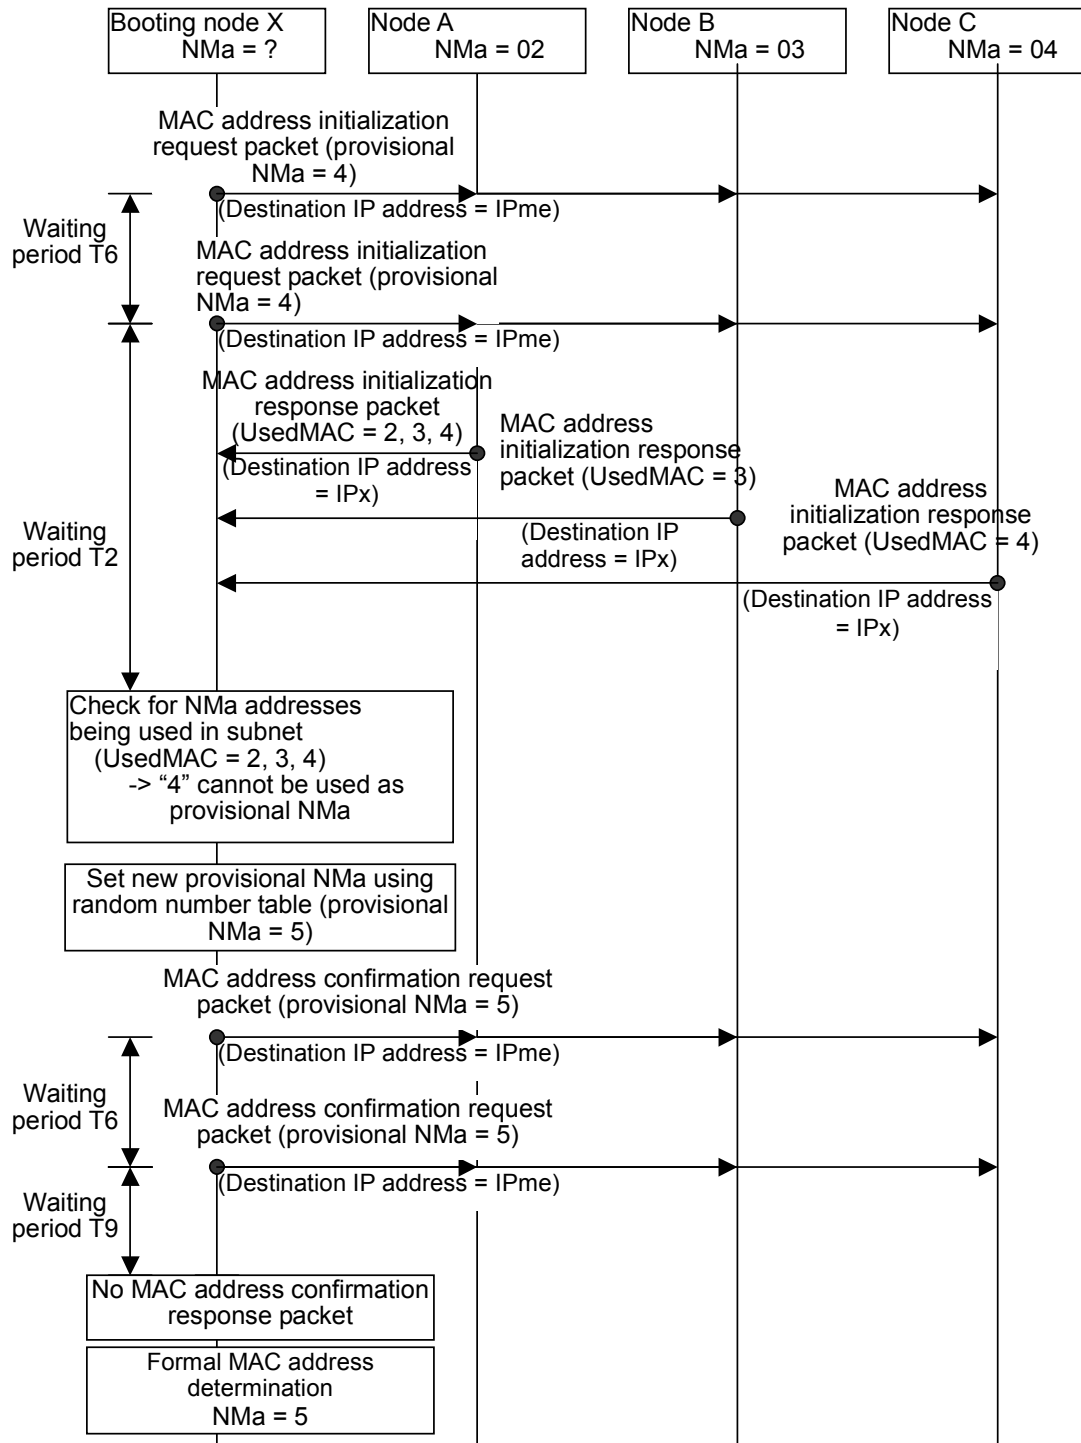 Booting node X
NMa = ?
Node A
NMa = 02
Node B
NMa = 03
Node C
NMa = 04
MAC address initialization
request packet (provisional
NMa = 4)
(Destination IP address = IPme)
Waiting
period T6
MAC address initialization
request packet (provisional
NMa = 4)
(Destination IP address = IPme)
MAC address initialization
response packet
(UsedMAC = 2, 3, 4)
(Destination IP address
= IPx)
MAC address
initialization response
packet (UsedMAC = 3)
(Destination IP
address = IPx)
MAC address
initialization response
packet (UsedMAC = 4)
(Destination IP address
= IPx)
Waiting
period T2
Check for NMa addresses
being used in subnet
(UsedMAC = 2, 3, 4)
-> “4” cannot be used as
provisional NMa
Set new provisional NMa using
random number table (provisional
NMa = 5)
MAC address confirmation request
packet (provisional NMa = 5)
(Destination IP address = IPme)
Waiting
period T6
MAC address confirmation request
packet (provisional NMa = 5)
(Destination IP address = IPme)
Waiting
period T9
No MAC address confirmation
response packet
Formal MAC address
determination
NMa = 5